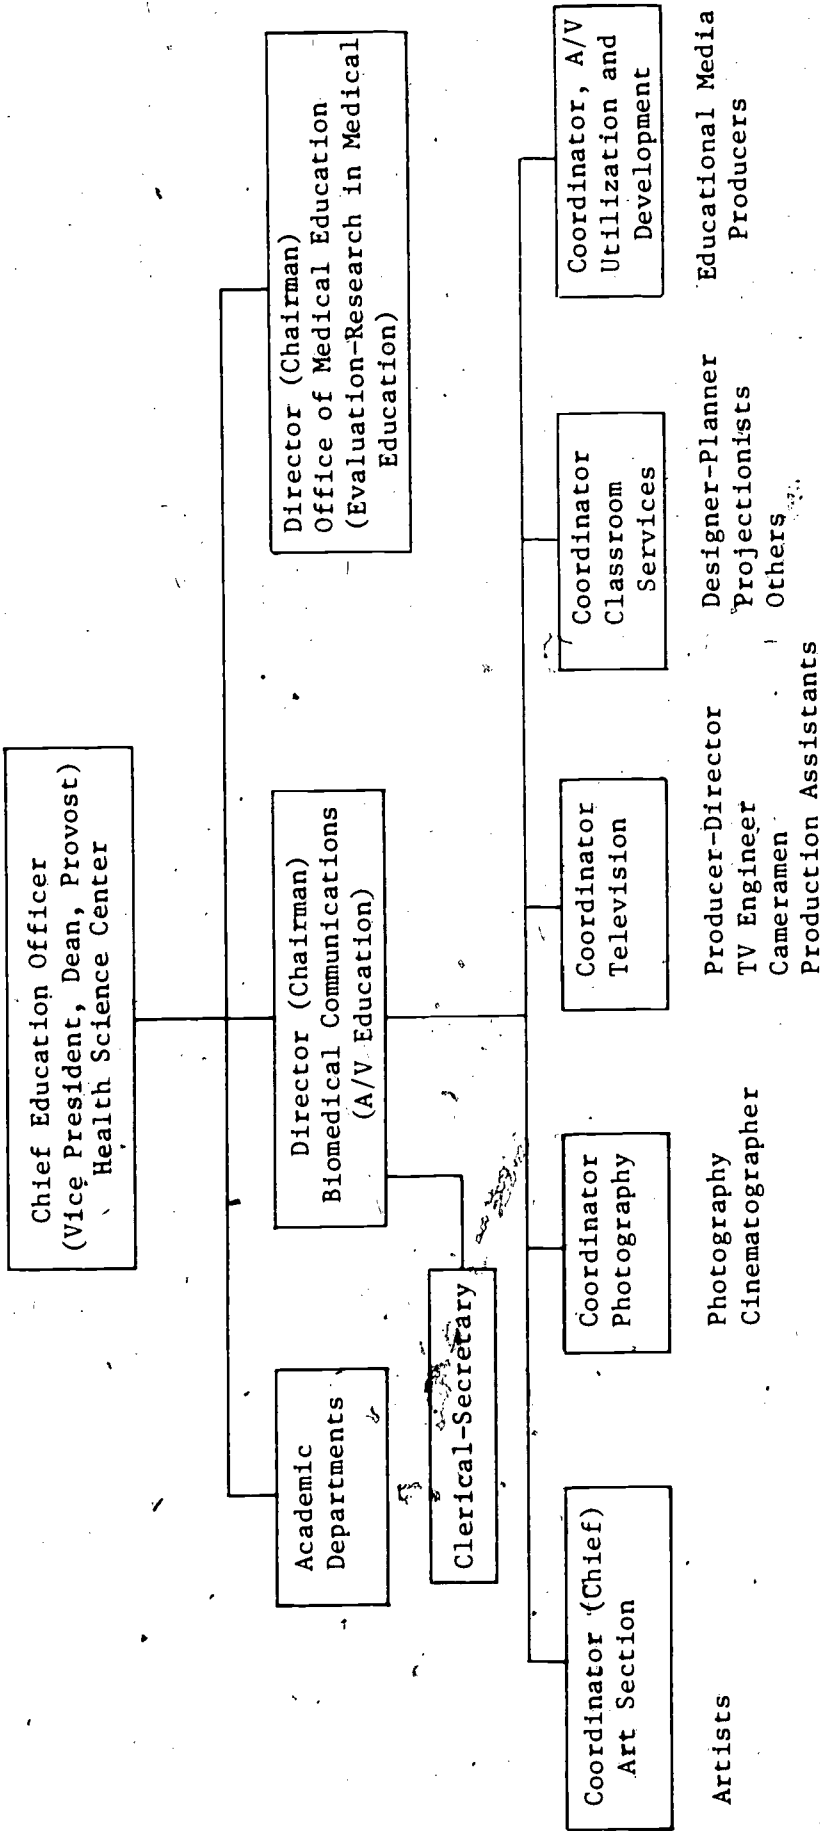 Chief Education Officer
(Vice President, Dean, Provost)
Health Science Center
Academic
Departments
Director (Chairman)
Biomedical Communications
(A/V Education)
Director (Chairman)
Office of Medical Education
(Evaluation-Research in Medical
Education)
Clerical-Secretary
Coordinator (Chief)
Art Section
Coordinator
Photography
Coordinator
Television
Coordinator
Classroom
Services
Coordinator, A/V
Utilization and
Development
Artists
Photography
Cinematographer
Producer-Director
TV Engineer
Cameramen
Production Assistants
Designer-Planner
Projectionists
Others
Educational Media
Producers